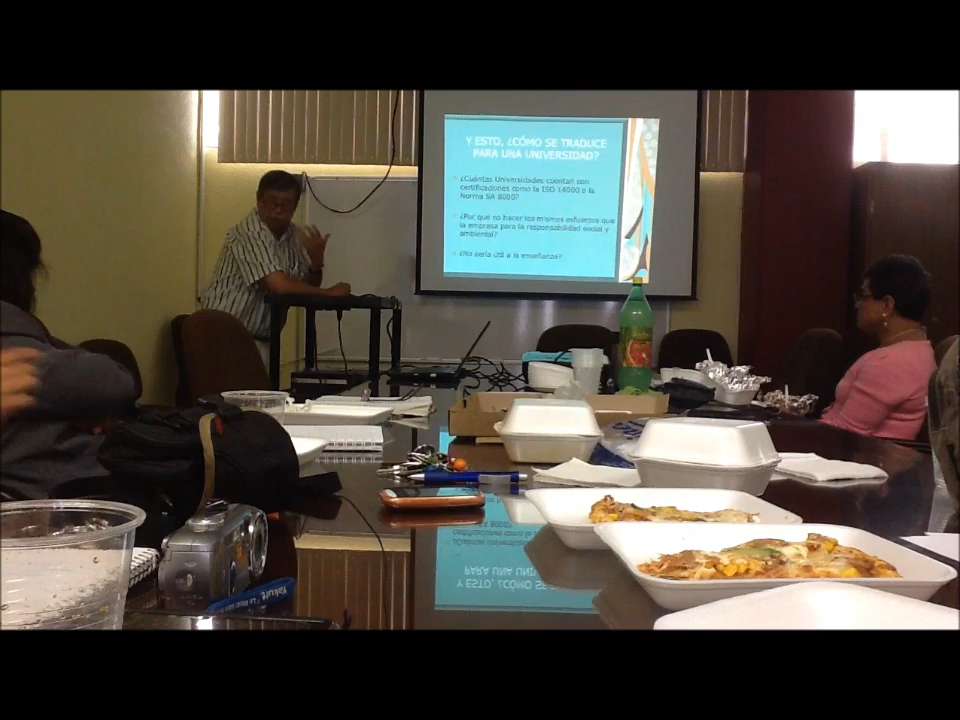 Y ESTO, ¿CÓMO SE TRADUCE
PARA UNA UNIVERSIDAD?
¿Cuántas Universidades cuentan con
certificaciones como la ISO 14000 o la
Norma SA 8000?
¿Por qué no hacer los mismos esfuerzos que
la empresa para la responsabilidad social y
ambiental?
¿No sería útil a la enseñanza?
Yakult